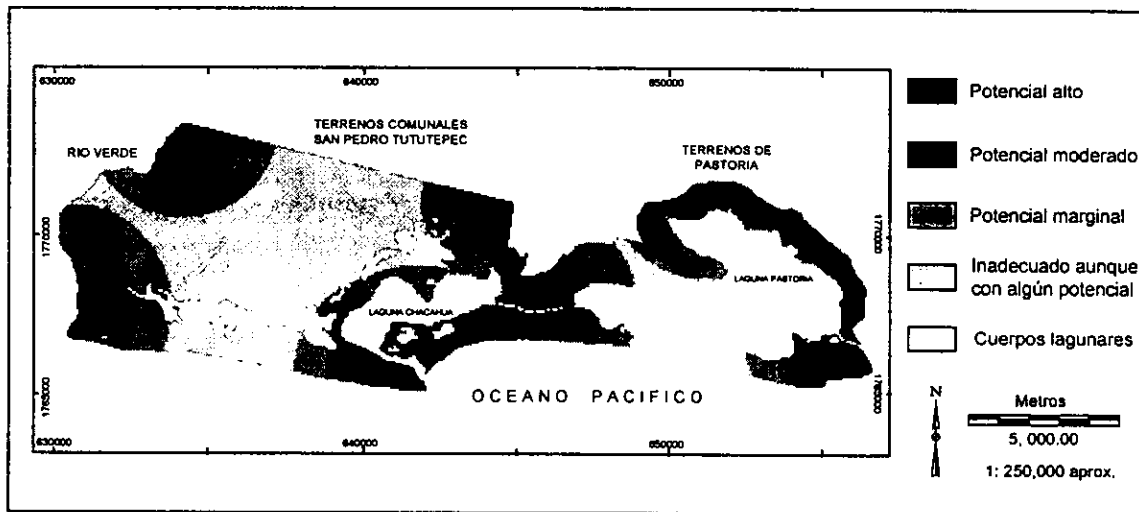 630000
640000
650000
TERRENOS COMUNALES
SAN PEDRO TUTUTEPEC
RIO VERDE
TERRENOS DE
PASTORIA
1770000
1770000
LAGUNA PASTORIA
LAGUNA CHACAHUA
OCEANO PACIFICO
1765000
1765000
630000
640000
650000
Potencial alto
Potencial moderado
Potencial marginal
Inadecuado aunque
con algún potencial
Cuerpos lagunares
N
Metros
5, 000.00
1: 250,000 aprox.